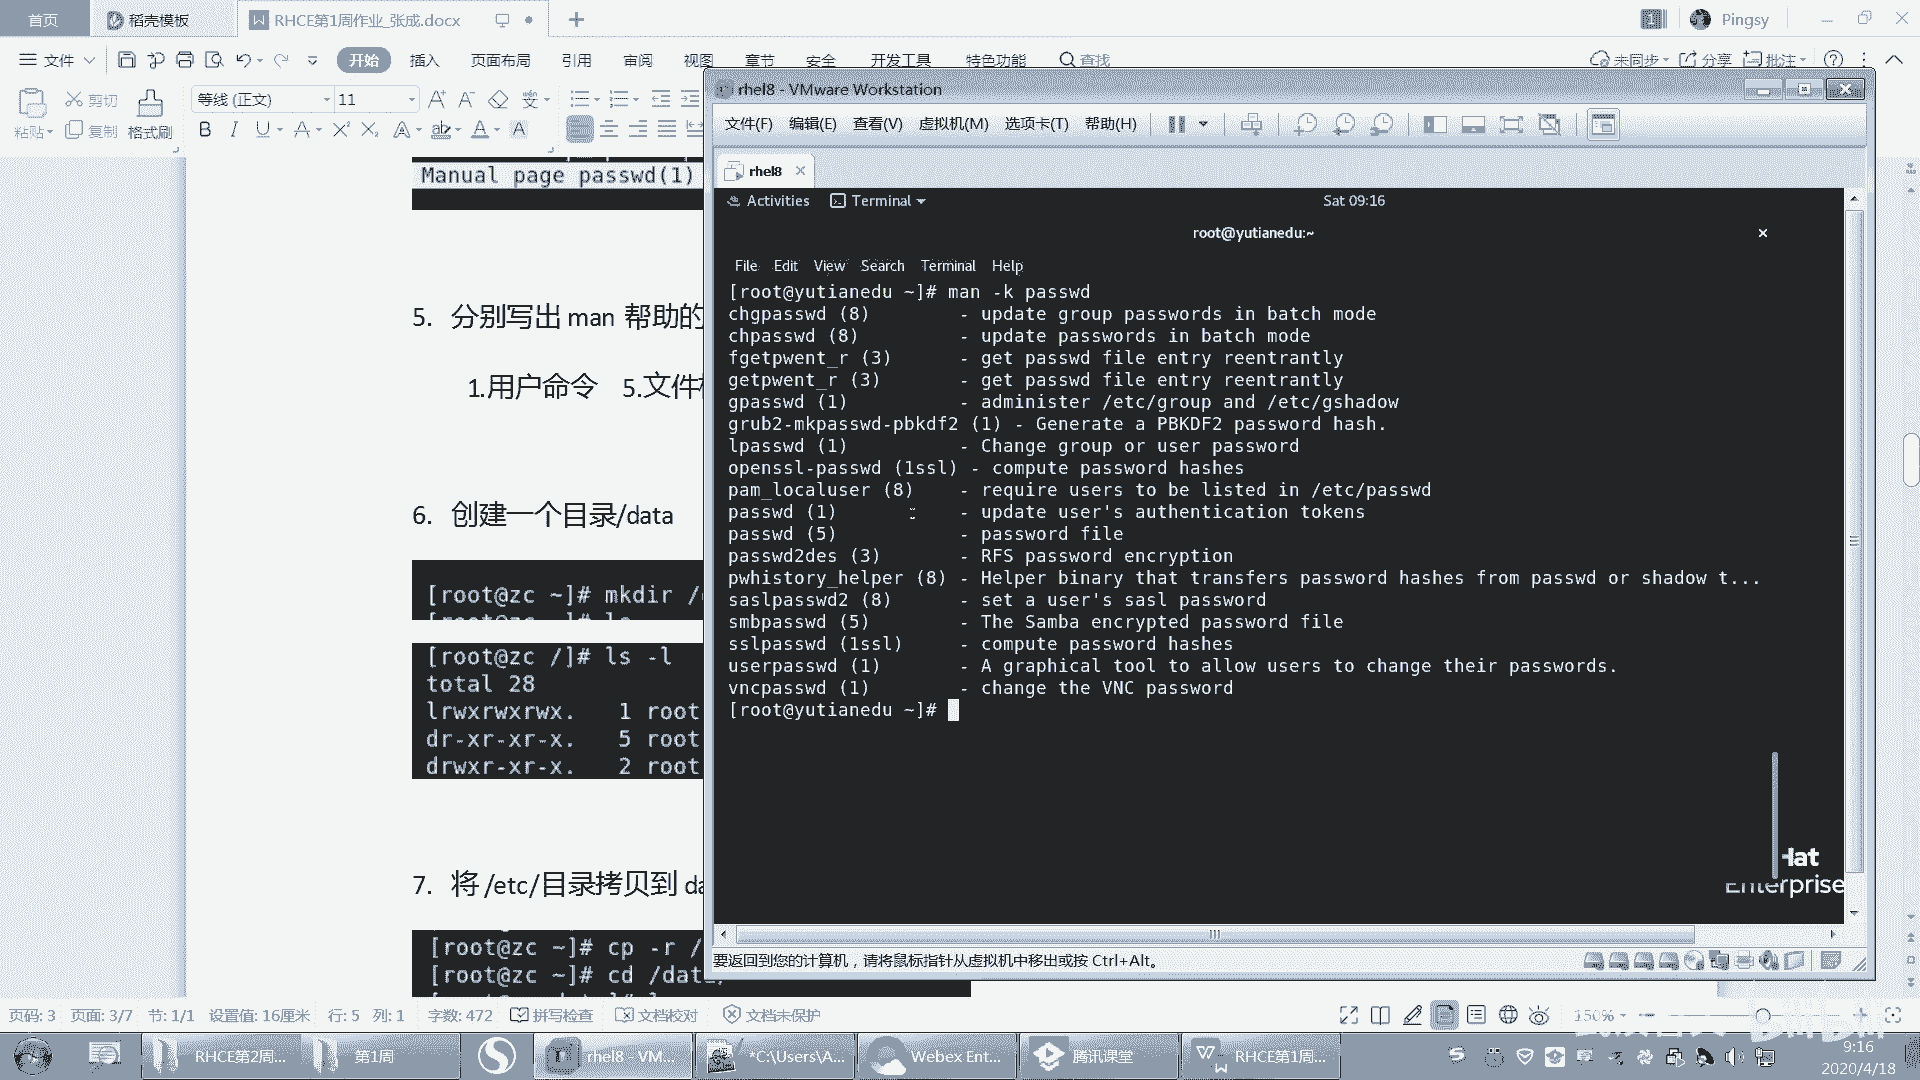 首页
稻壳模板
RHCE第1周作业_张成.docx
Pingsy
文件
开始
插入
页面布局
引用
审阅
视图
章节
安全
开发工具
特色功能
查找
未同步
分享
批注
粘贴
剪切
复制
格式刷
等线 (正文)
11
Manual page passwd(1)
5. 分别写出 man 帮助的
1.用户命令 5.文件
6. 创建一个目录/data
[root@zc ~]# mkdir /
[root@zc /]# ls -l
total 28
lrwxrwxrwx. 1 root
dr-xr-xr-x. 5 root
drwxr-xr-x. 2 root
7. 将 /etc/目录拷贝到 da
[root@zc ~]# cp -r /
[root@zc ~]# cd /data/
rhel8 - VMware Workstation
文件(F) 编辑(E) 查看(V) 虚拟机(M) 选项卡(T) 帮助(H)
rhel8
Activities Terminal Sat 09:16
root@yutianedu:~
File Edit View Search Terminal Help
[root@yutianedu ~]# man -k passwd
chgpasswd (8) - update group passwords in batch mode
chpasswd (8) - update passwords in batch mode
fgetpwent_r (3) - get passwd file entry reentrantly
getpwent_r (3) - get passwd file entry reentrantly
gpasswd (1) - administer /etc/group and /etc/gshadow
grub2-mkpasswd-pbkdf2 (1) - Generate a PBKDF2 password hash.
lpasswd (1) - Change group or user password
openssl-passwd (1ssl) - compute password hashes
pam_localuser (8) - require users to be listed in /etc/passwd
passwd (1) - update user's authentication tokens
passwd (5) - password file
passwd2des (3) - RFS password encryption
pwhistory_helper (8) - Helper binary that transfers password hashes from passwd or shadow t...
saslpasswd2 (8) - set a user's sasl password
smbpasswd (5) - The Samba encrypted password file
sslpasswd (1ssl) - compute password hashes
userpasswd (1) - A graphical tool to allow users to change their passwords.
vncpasswd (1) - change the VNC password
[root@yutianedu ~]#
Hat
Enterprise
要返回到您的计算机，请将鼠标指针从虚拟机中移出或按 Ctrl+Alt。
页码: 3 页面: 3/7 节: 1/1 设置值: 16厘米 行: 5 列: 1 字数: 472 拼写检查 文档校对 文档未保护
150%
RHCE第2周...
第1周
rhel8 - VM...
*C:\Users\A...
Webex Ent...
腾讯课堂
RHCE第1周...
9:16
2020/4/18